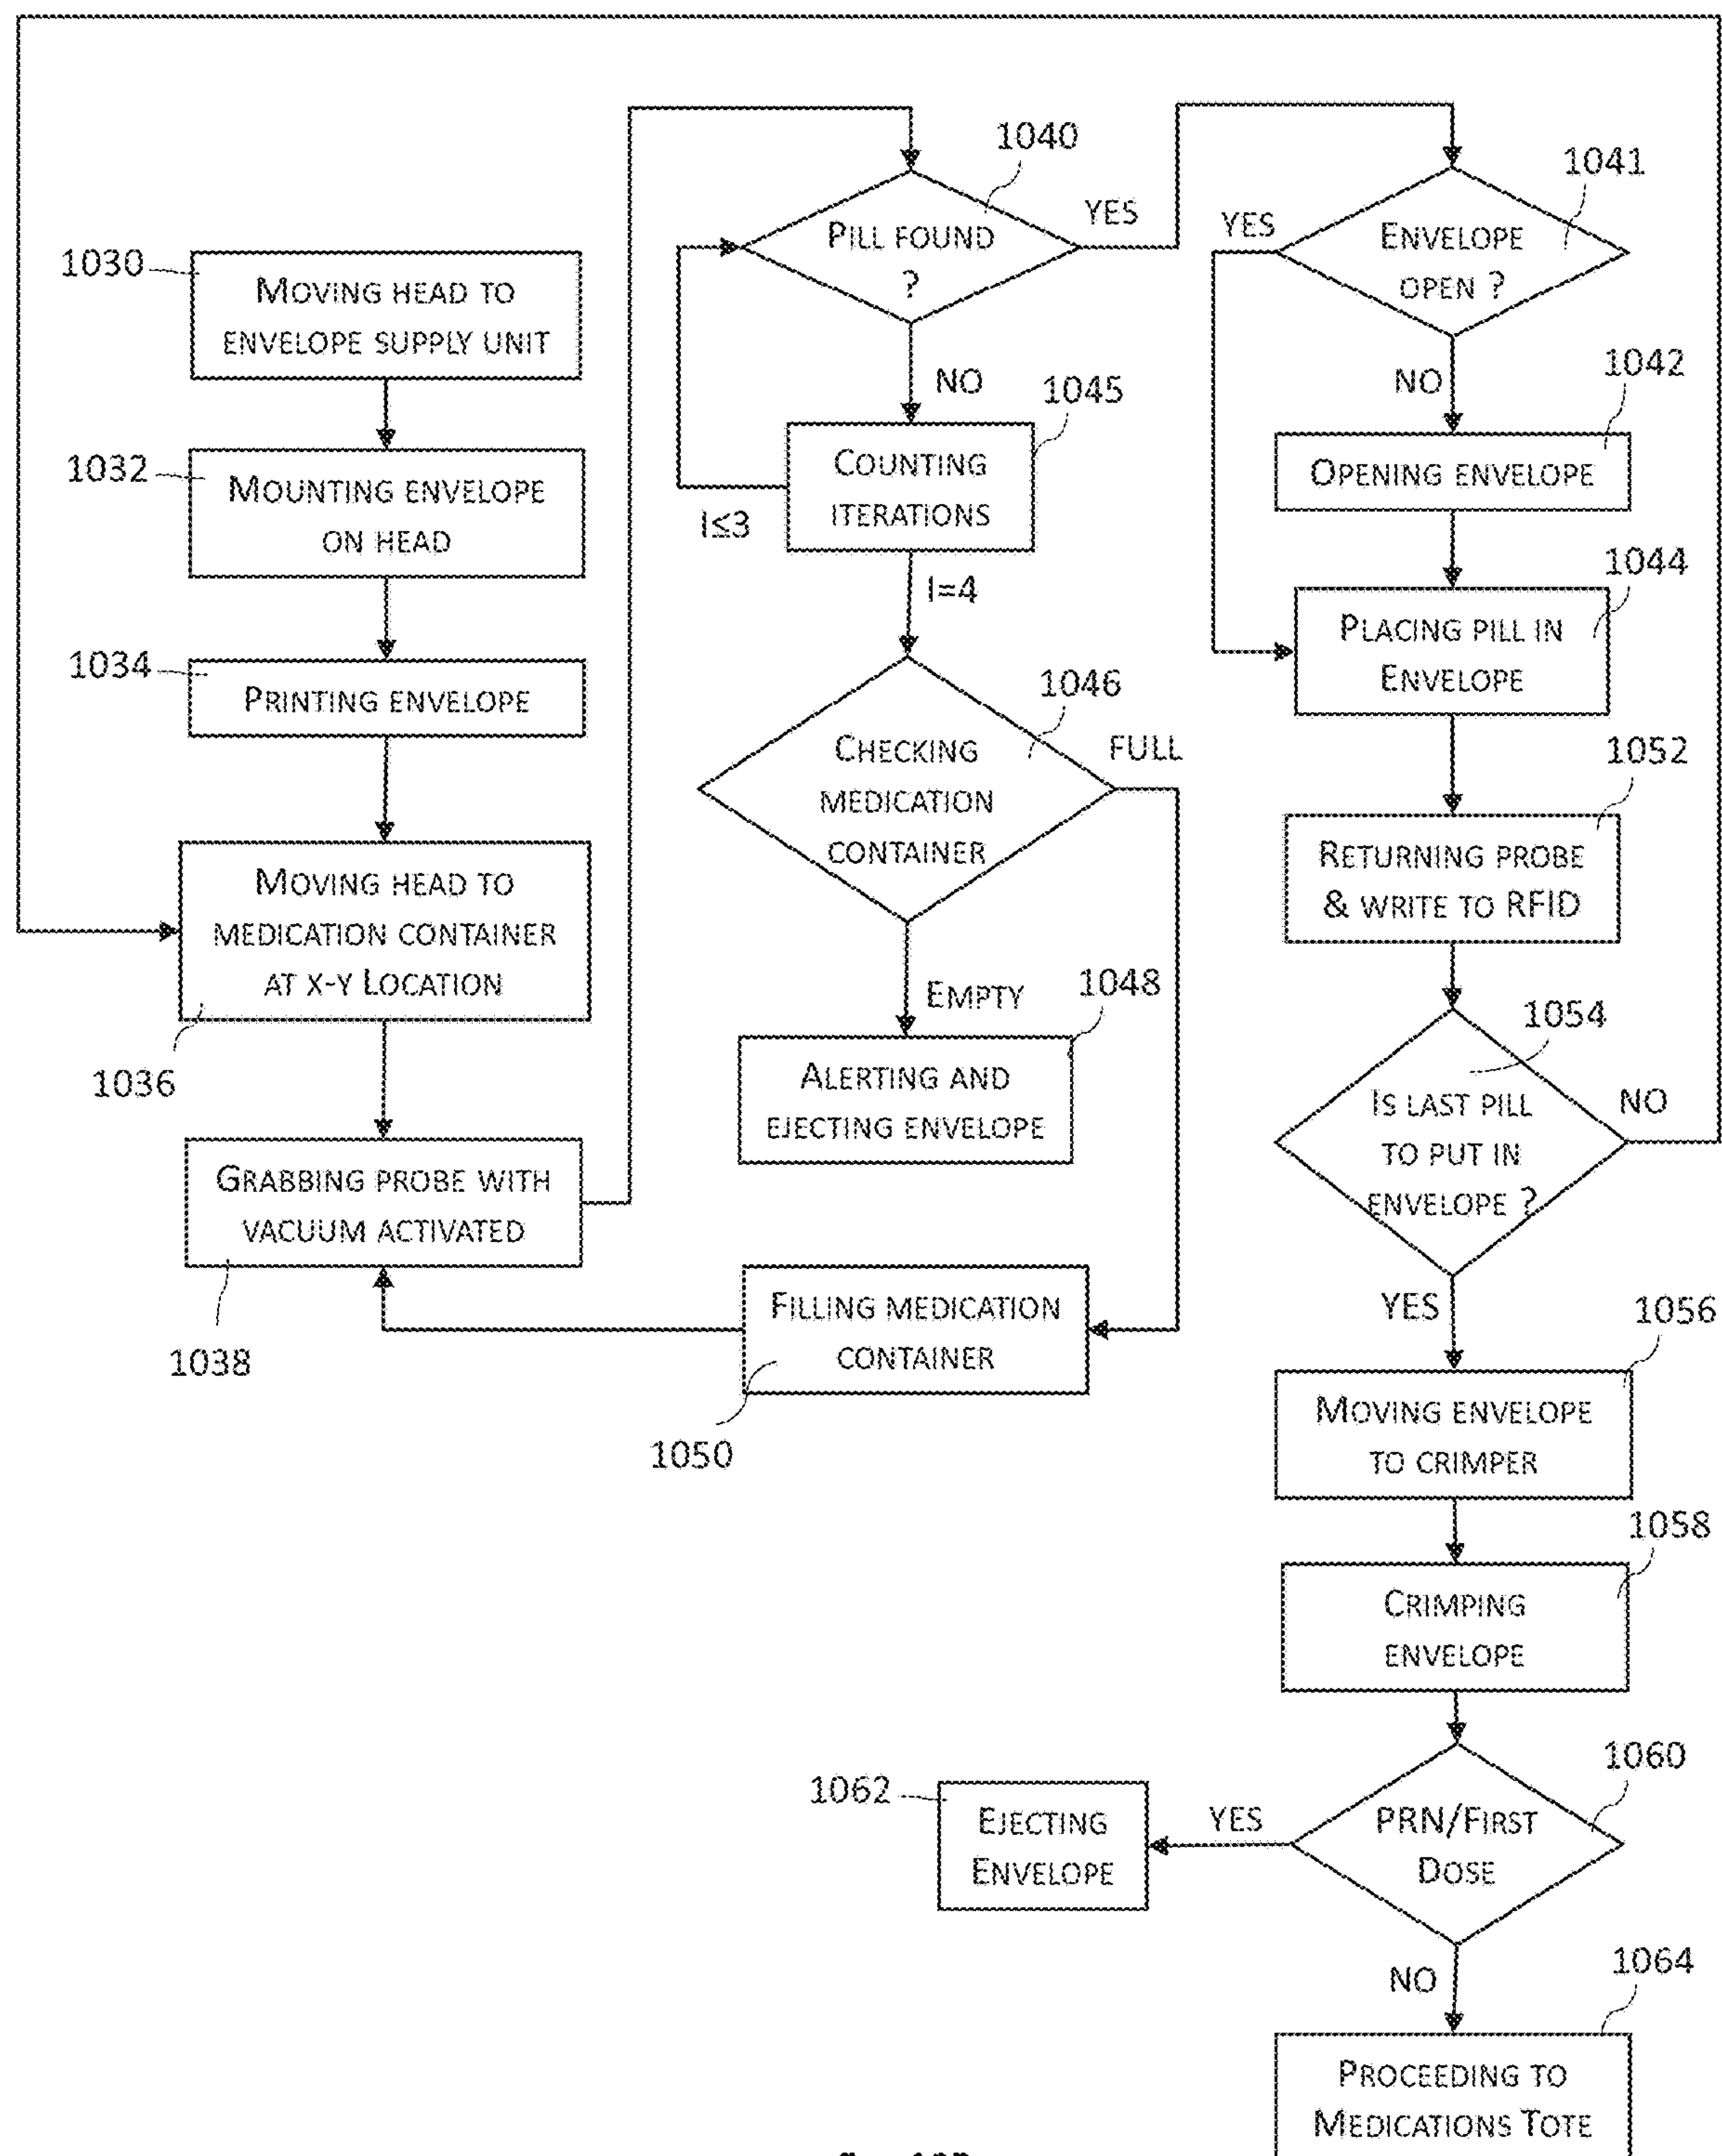 1030
MOVING HEAD TO
ENVELOPE SUPPLY UNIT
1032
MOUNTING ENVELOPE
ON HEAD
1034
PRINTING ENVELOPE
MOVING HEAD TO
MEDICATION CONTAINER
AT X-Y LOCATION
1036
GRABBING PROBE WITH
VACUUM ACTIVATED
1038
1040
PILL FOUND
?
YES
NO
1045
COUNTING
ITERATIONS
I≤3
I=4
1046
CHECKING
MEDICATION
CONTAINER
FULL
EMPTY
1048
ALERTING AND
EJECTING ENVELOPE
FILLING MEDICATION
CONTAINER
1050
1041
YES
ENVELOPE
OPEN ?
NO
1042
OPENING ENVELOPE
1044
PLACING PILL IN
ENVELOPE
1052
RETURNING PROBE
& WRITE TO RFID
1054
IS LAST PILL
TO PUT IN
ENVELOPE ?
NO
YES
1056
MOVING ENVELOPE
TO CRIMPER
1058
CRIMPING
ENVELOPE
1060
PRN/FIRST
DOSE
YES
1062
EJECTING
ENVELOPE
NO
1064
PROCEEDING TO
MEDICATIONS TOTE